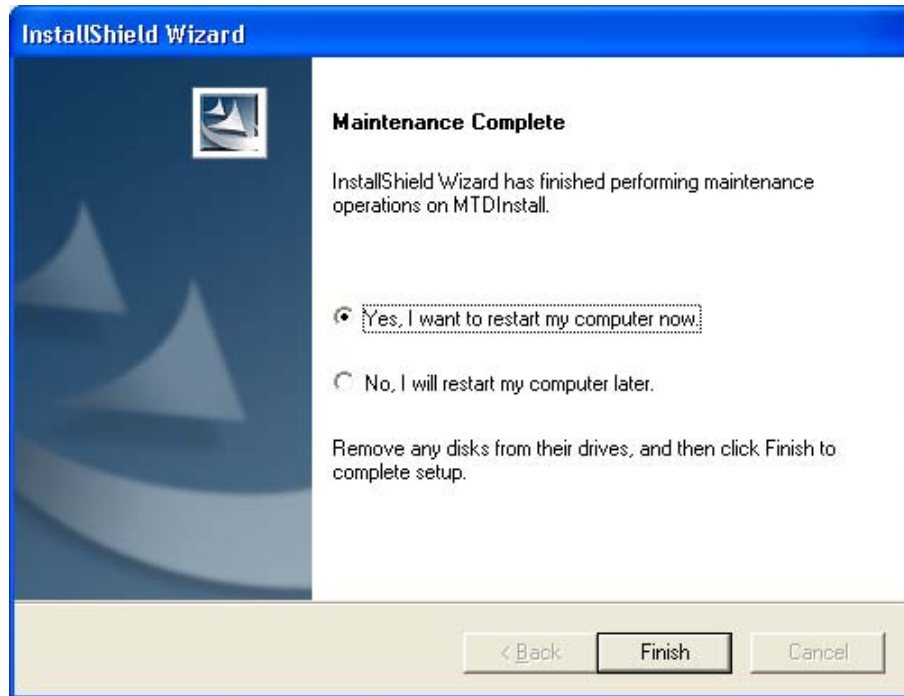 InstallShield Wizard
Maintenance Complete
InstallShield Wizard has finished performing maintenance
operations on MTDInstall.
Yes, I want to restart my computer now.
No, I will restart my computer later.
Remove any disks from their drives, and then click Finish to
complete setup.
< Back
Finish
Cancel